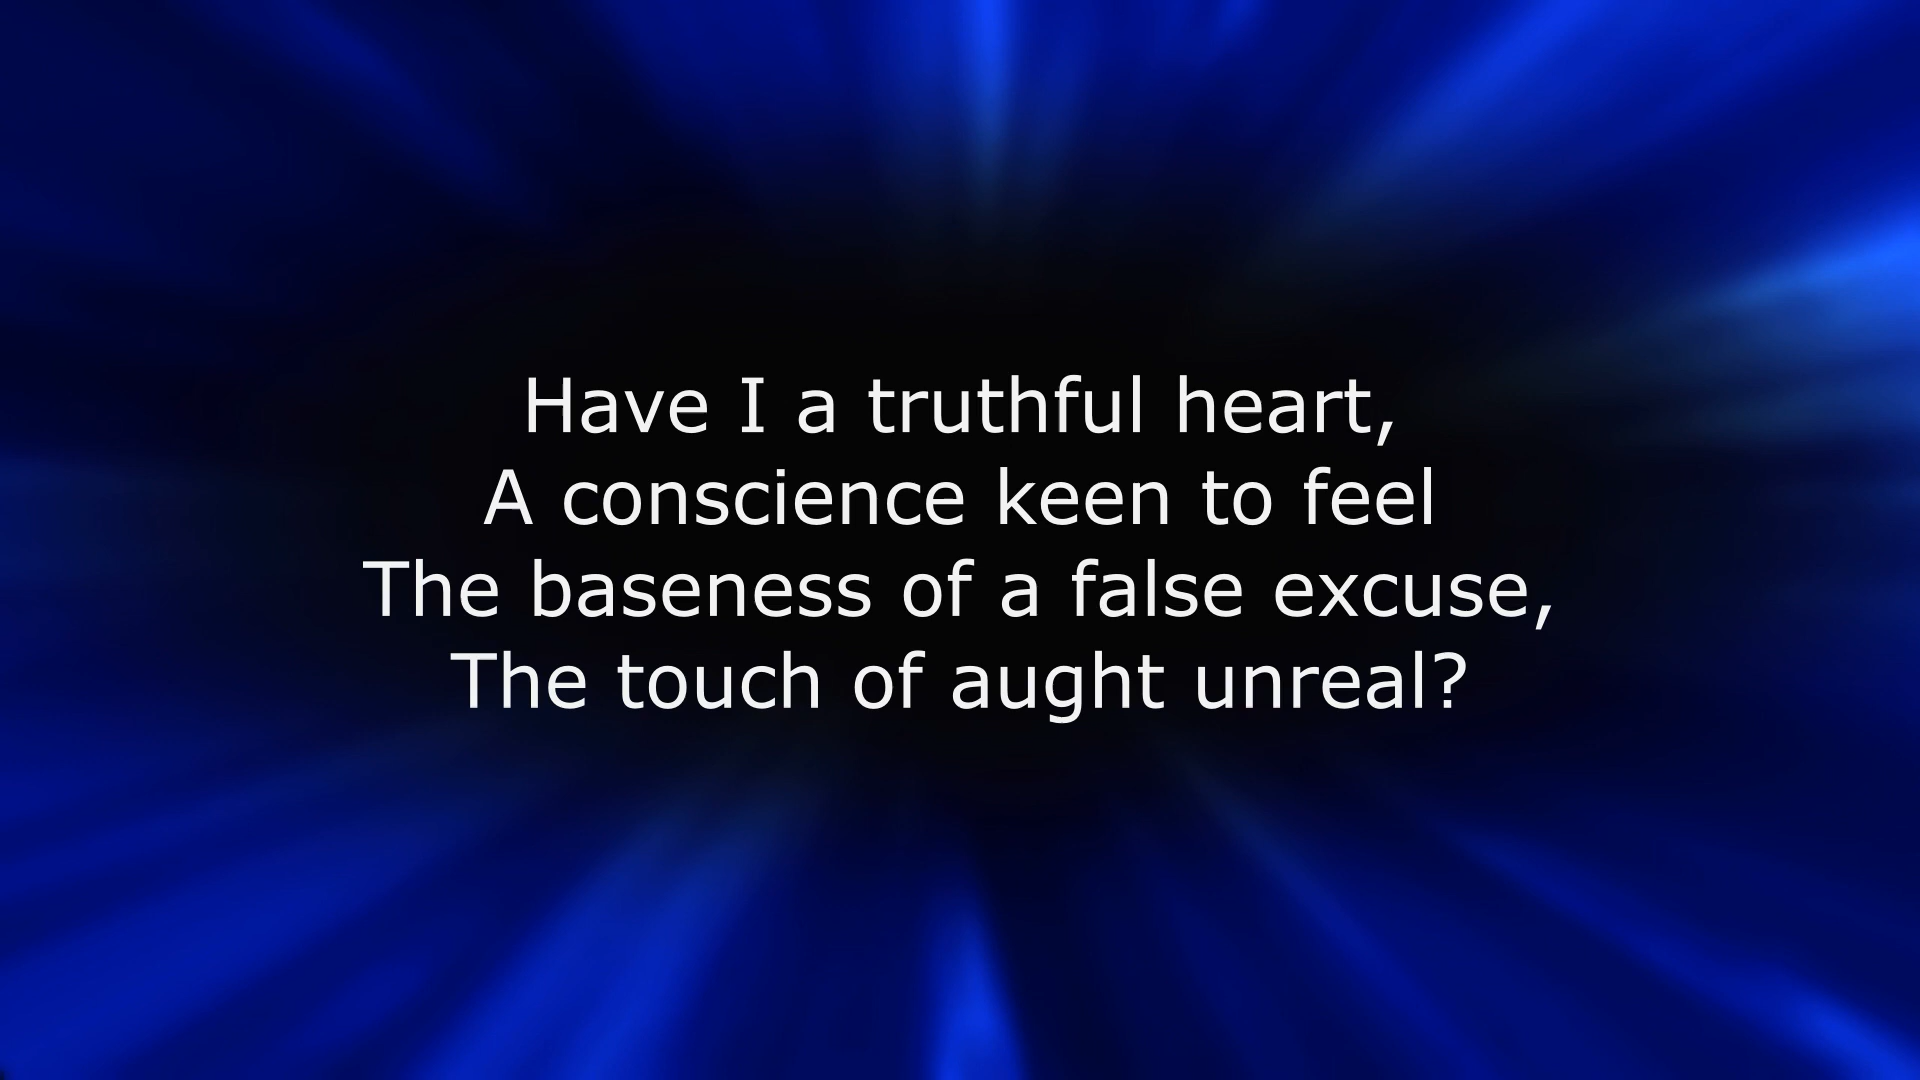 Have I a truthful heart,
A conscience keen to feel
The baseness of a false excuse,
The touch of aught unreal?